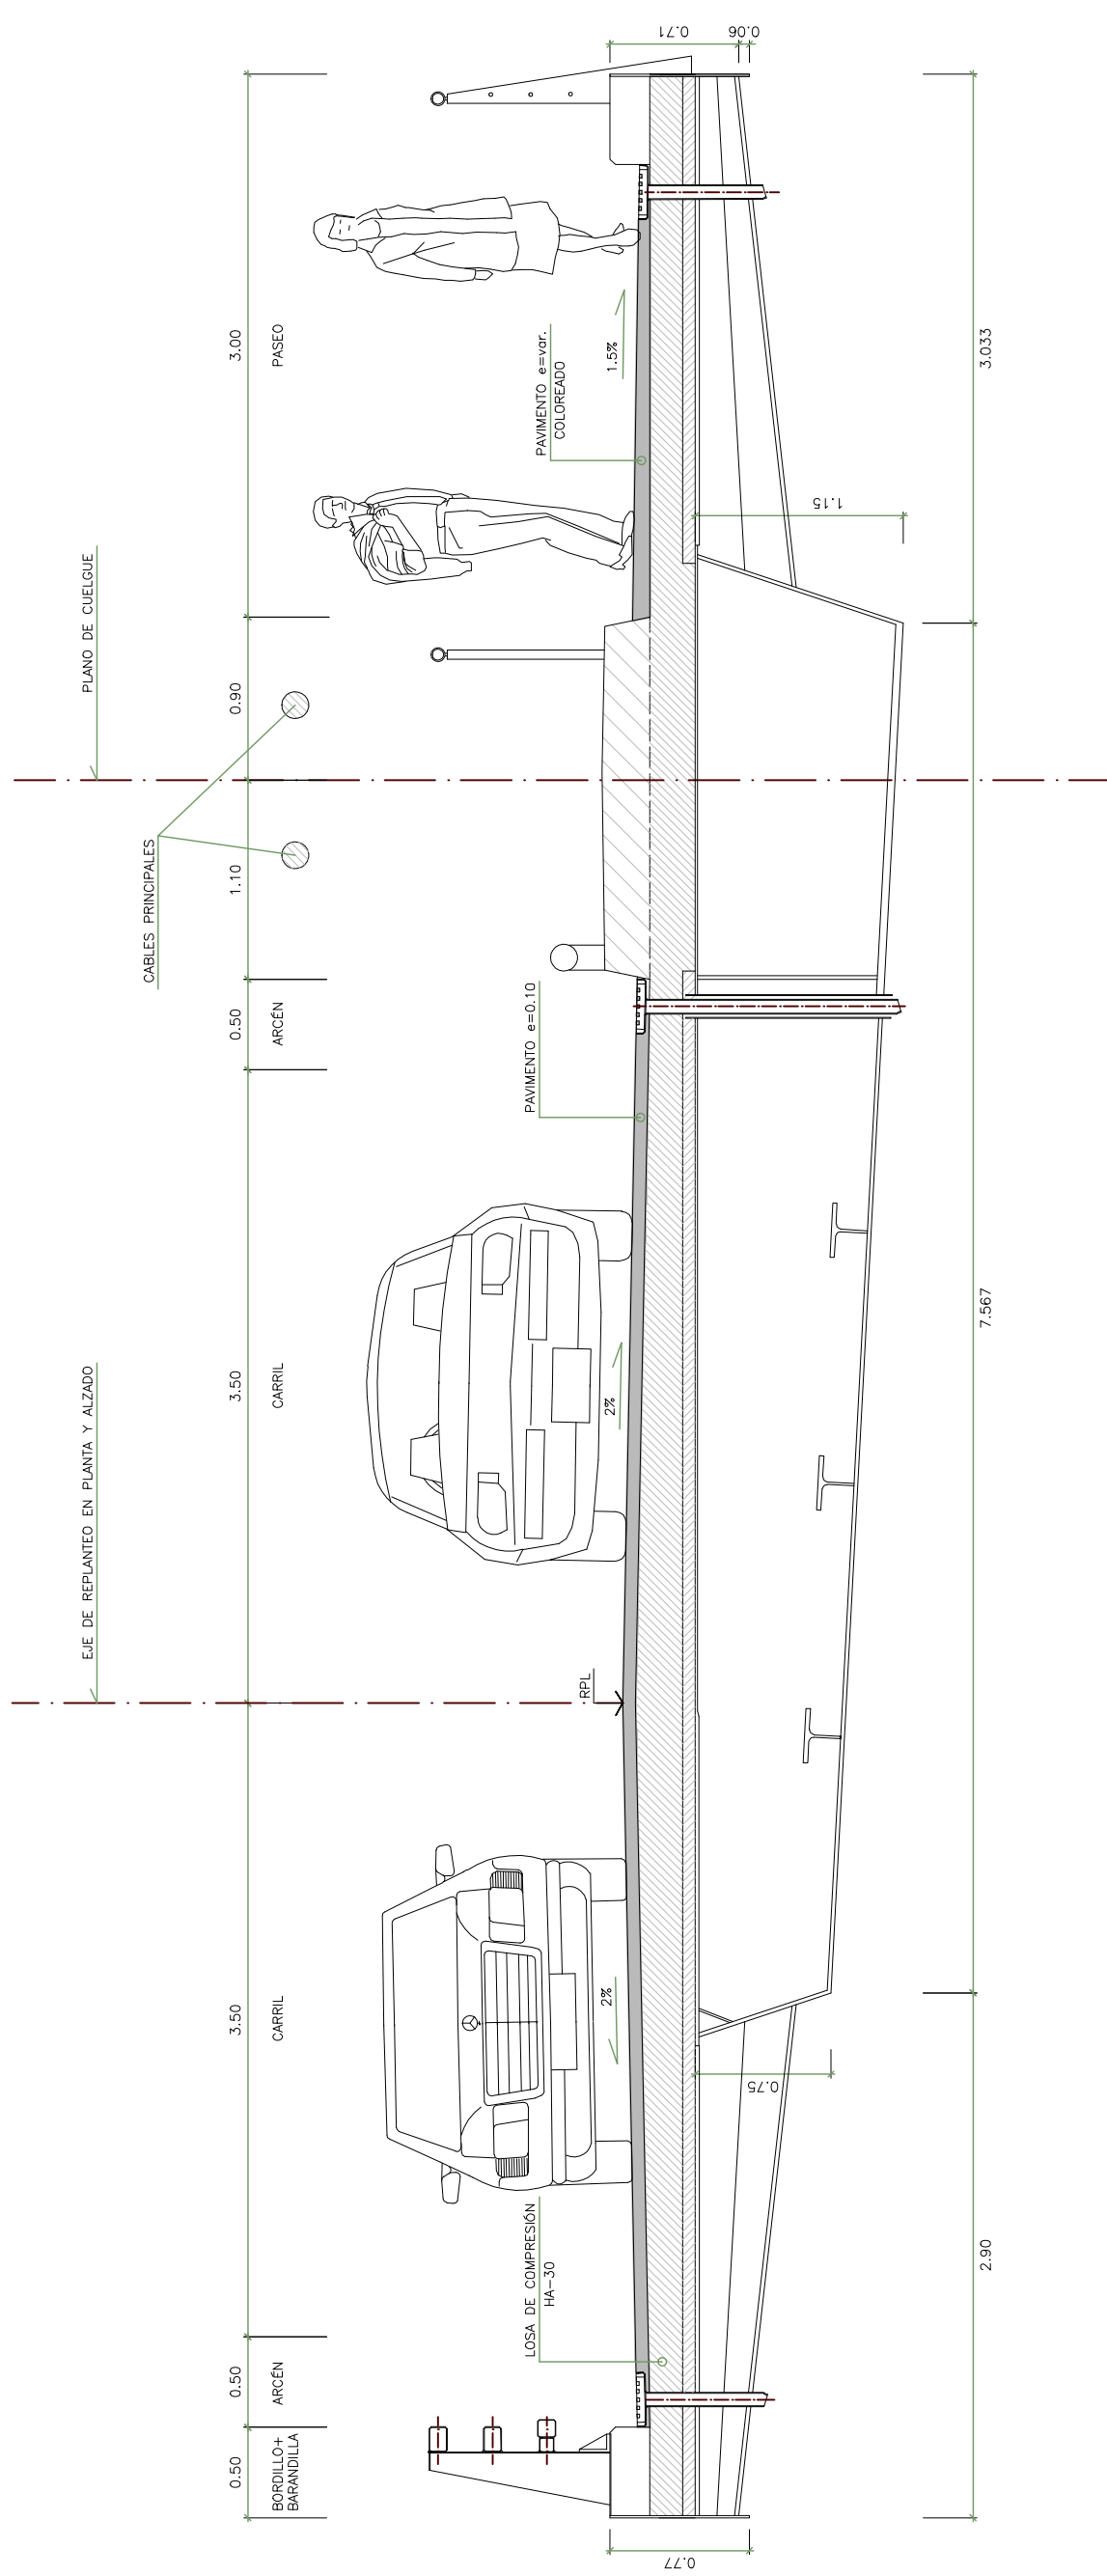 0.50
0.50
3.50
3.50
0.50
1.10
0.90
3.00
BORDILLO+
BARANDILLA
ARCÉN
CARRIL
CARRIL
ARCÉN
PASEO
EJE DE REPLANTEO EN PLANTA Y ALZADO
CABLES PRINCIPALES
PLANO DE CUELGUE
LOSA DE COMPRESIÓN
HA-30
PAVIMENTO e=0.10
PAVIMENTO e=var.
COLOREADO
RPL
2%
2%
1.5%
0.77
0.75
1.15
0.71
0.06
2.90
7.567
3.033